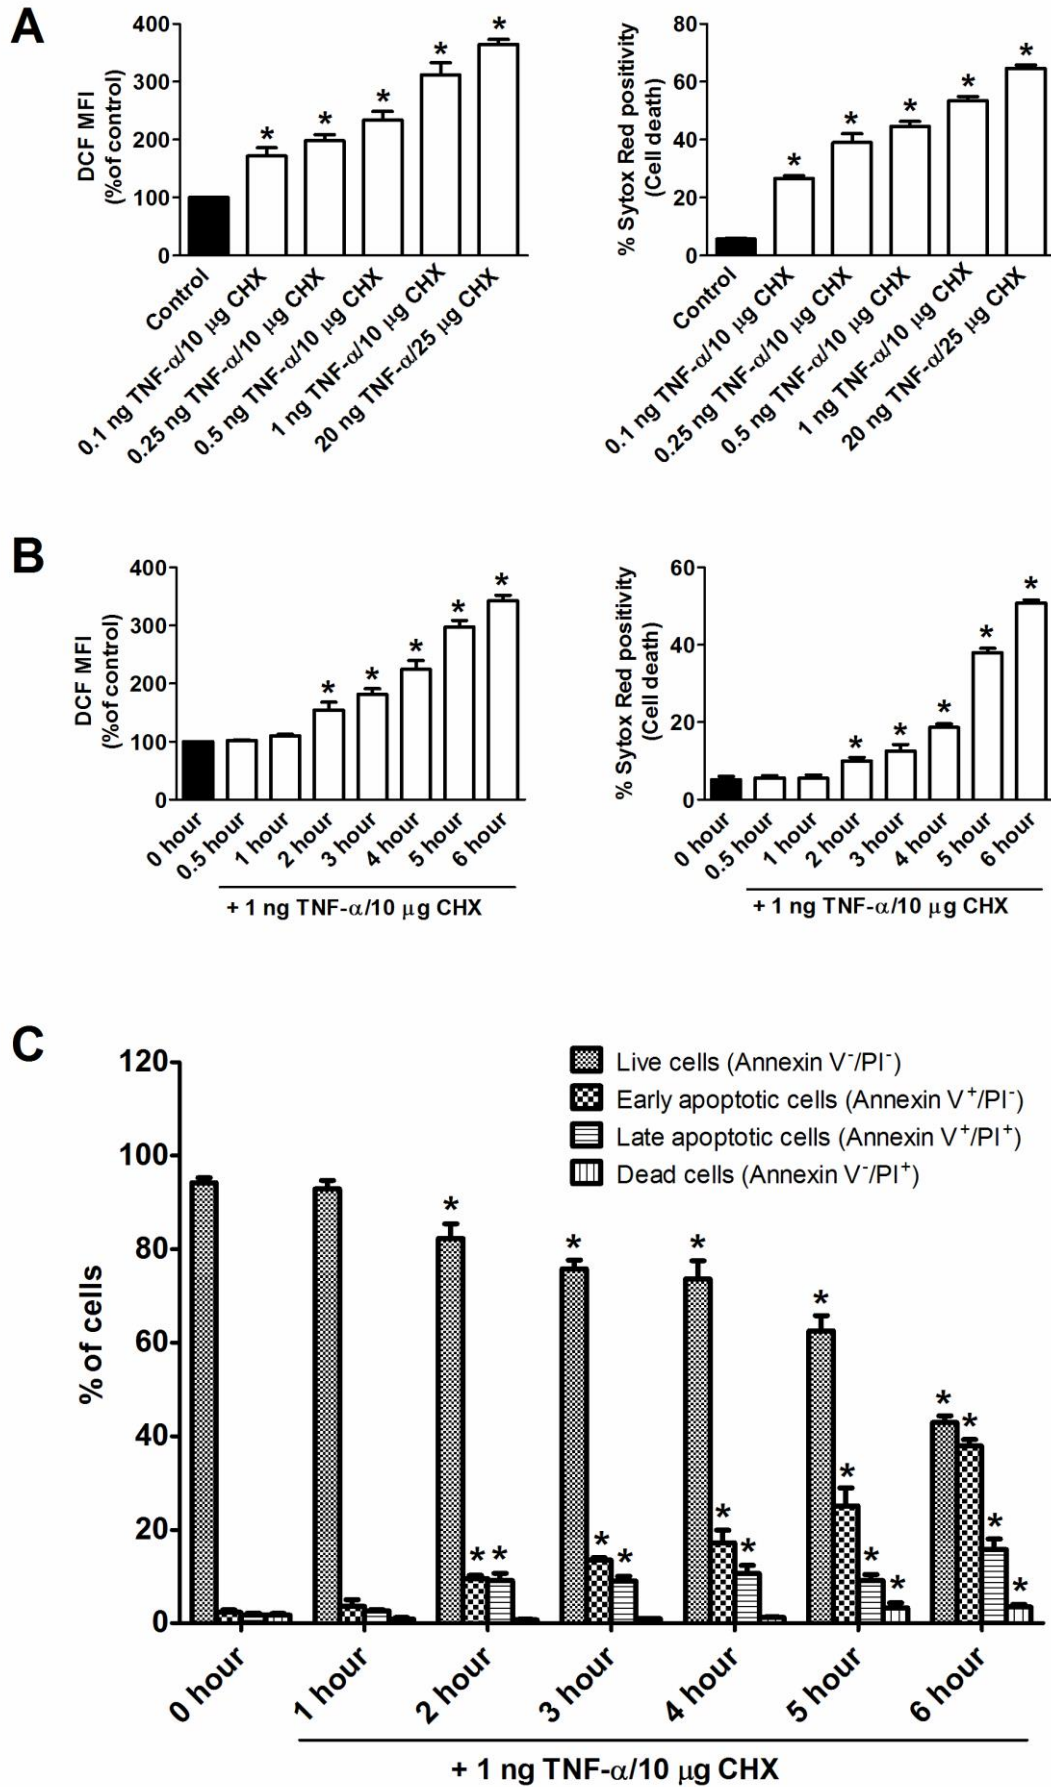 A
DCF MFI
(%of control)
400
300
200
100
0
*
*
*
*
*
Control
0.1 ng TNF-α/10 μg CHX
0.25 ng TNF-α/10 μg CHX
0.5 ng TNF-α/10 μg CHX
1 ng TNF-α/10 μg CHX
20 ng TNF-α/25 μg CHX
% Sytox Red positivity
(Cell death)
80
60
40
20
0
*
*
*
*
*
Control
0.1 ng TNF-α/10 μg CHX
0.25 ng TNF-α/10 μg CHX
0.5 ng TNF-α/10 μg CHX
1 ng TNF-α/10 μg CHX
20 ng TNF-α/25 μg CHX
B
DCF MFI
(%of control)
400
300
200
100
0
*
*
*
*
*
0 hour
0.5 hour
1 hour
2 hour
3 hour
4 hour
5 hour
6 hour
+ 1 ng TNF-α/10 μg CHX
% Sytox Red positivity
(Cell death)
60
40
20
0
*
*
*
*
*
0 hour
0.5 hour
1 hour
2 hour
3 hour
4 hour
5 hour
6 hour
+ 1 ng TNF-α/10 μg CHX
C
Live cells (Annexin V⁻/PI⁻)
Early apoptotic cells (Annexin V⁺/PI⁻)
Late apoptotic cells (Annexin V⁺/PI⁺)
Dead cells (Annexin V⁻/PI⁺)
% of cells
120
100
80
60
40
20
0
*
* *
*
* *
*
* *
*
*
* *
* *
* *
0 hour
1 hour
2 hour
3 hour
4 hour
5 hour
6 hour
+ 1 ng TNF-α/10 μg CHX